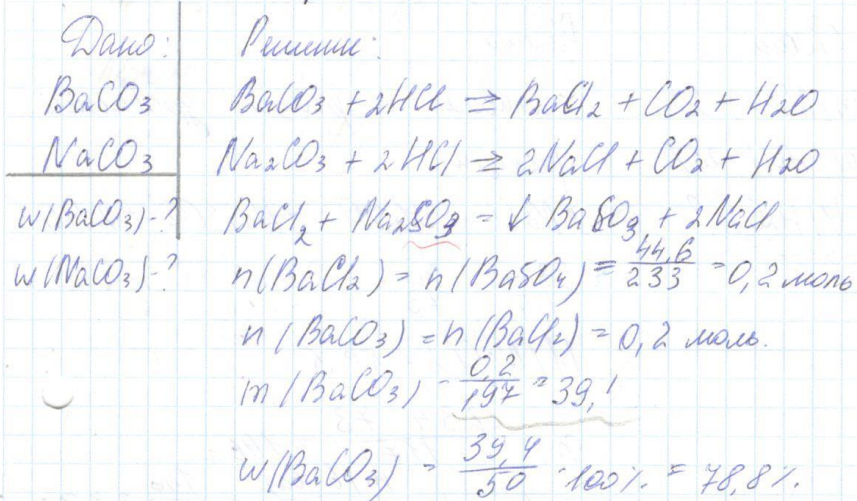 Дано: Решение:
BaCO3 BaCO3 + 2HCl = BaCl2 + CO2 + H2O
NaCO3 Na2CO3 + 2HCl = 2NaCl + CO2 + H2O
w(BaCO3)-? BaCl2 + Na2SO3 = ↓ BaSO3 + 2NaCl
w(NaCO3)-? n(BaCl2) = n(BaSO4) = 44,6/233 = 0,2 моль
n(BaCO3) = n(BaCl2) = 0,2 моль.
m(BaCO3) = 0,2/197 = 39,1
w(BaCO3) = 39,4/50 · 100% = 78,8%.